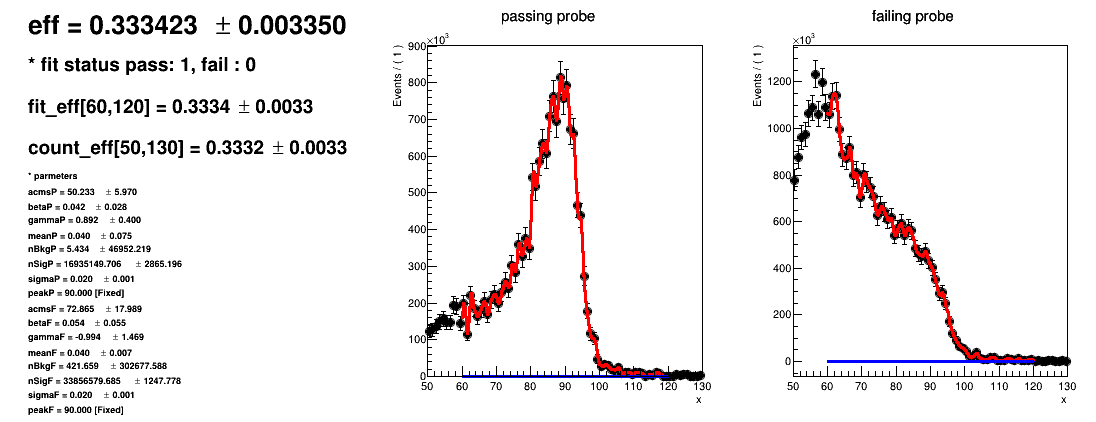 eff = 0.333423 ± 0.003350
* fit status pass: 1, fail : 0
fit_eff[60,120] = 0.3334 ± 0.0033
count_eff[50,130] = 0.3332 ± 0.0033
* parmeters
acmsP = 50.233 ± 5.970
betaP = 0.042 ± 0.028
gammaP = 0.892 ± 0.400
meanP = 0.040 ± 0.075
nBkgP = 5.434 ± 46952.219
nSigP = 16935149.706 ± 2865.196
sigmaP = 0.020 ± 0.001
peakP = 90.000 [Fixed]
acmsF = 72.865 ± 17.989
betaF = 0.054 ± 0.055
gammaF = -0.994 ± 1.469
meanF = 0.040 ± 0.007
nBkgF = 421.659 ± 302677.588
nSigF = 33856579.685 ± 1247.778
sigmaF = 0.020 ± 0.001
peakF = 90.000 [Fixed]
passing probe
×10³
Events / ( 1 )
900
800
700
600
500
400
300
200
100
0
50 60 70 80 90 100 110 120 130
x
failing probe
×10³
Events / ( 1 )
1200
1000
800
600
400
200
0
50 60 70 80 90 100 110 120 130
x